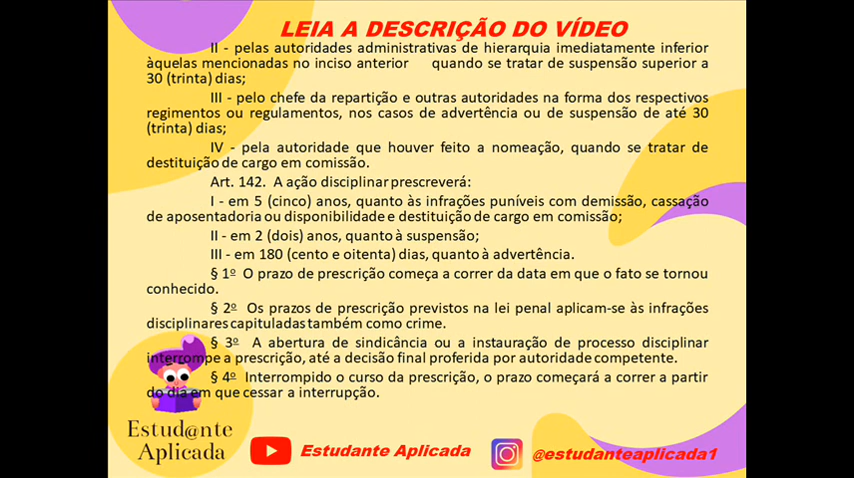 LEIA A DESCRIÇÃO DO VÍDEO
II - pelas autoridades administrativas de hierarquia imediatamente inferior
àquelas mencionadas no inciso anterior quando se tratar de suspensão superior a
30 (trinta) dias;
III - pelo chefe da repartição e outras autoridades na forma dos respectivos
regimentos ou regulamentos, nos casos de advertência ou de suspensão de até 30
(trinta) dias;
IV - pela autoridade que houver feito a nomeação, quando se tratar de
destituição de cargo em comissão.
Art. 142. A ação disciplinar prescreverá:
I - em 5 (cinco) anos, quanto às infrações puníveis com demissão, cassação
de aposentadoria ou disponibilidade e destituição de cargo em comissão;
II - em 2 (dois) anos, quanto à suspensão;
III - em 180 (cento e oitenta) dias, quanto à advertência.
§ 1º O prazo de prescrição começa a correr da data em que o fato se tornou
conhecido.
§ 2º Os prazos de prescrição previstos na lei penal aplicam-se às infrações
disciplinares capituladas também como crime.
§ 3º A abertura de sindicância ou a instauração de processo disciplinar
interrompe a prescrição, até a decisão final proferida por autoridade competente.
§ 4º Interrompido o curso da prescrição, o prazo começará a correr a partir
do dia em que cessar a interrupção.
Estud@nte
Aplicada
Estudante Aplicada
@estudanteaplicada1